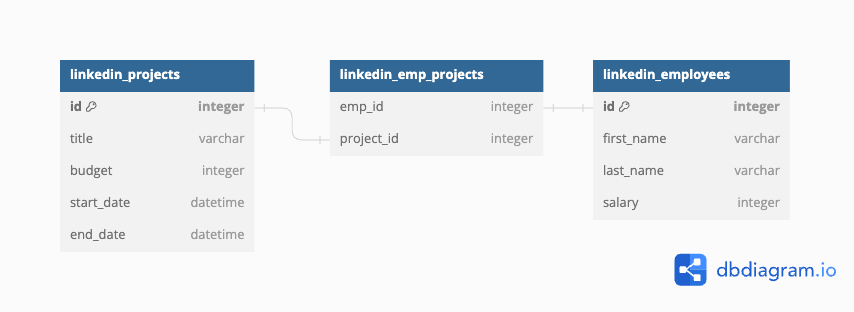 linkedin_projects
id integer
title varchar
budget integer
start_date datetime
end_date datetime
linkedin_emp_projects
emp_id integer
project_id integer
linkedin_employees
id integer
first_name varchar
last_name varchar
salary integer
dbdiagram.io